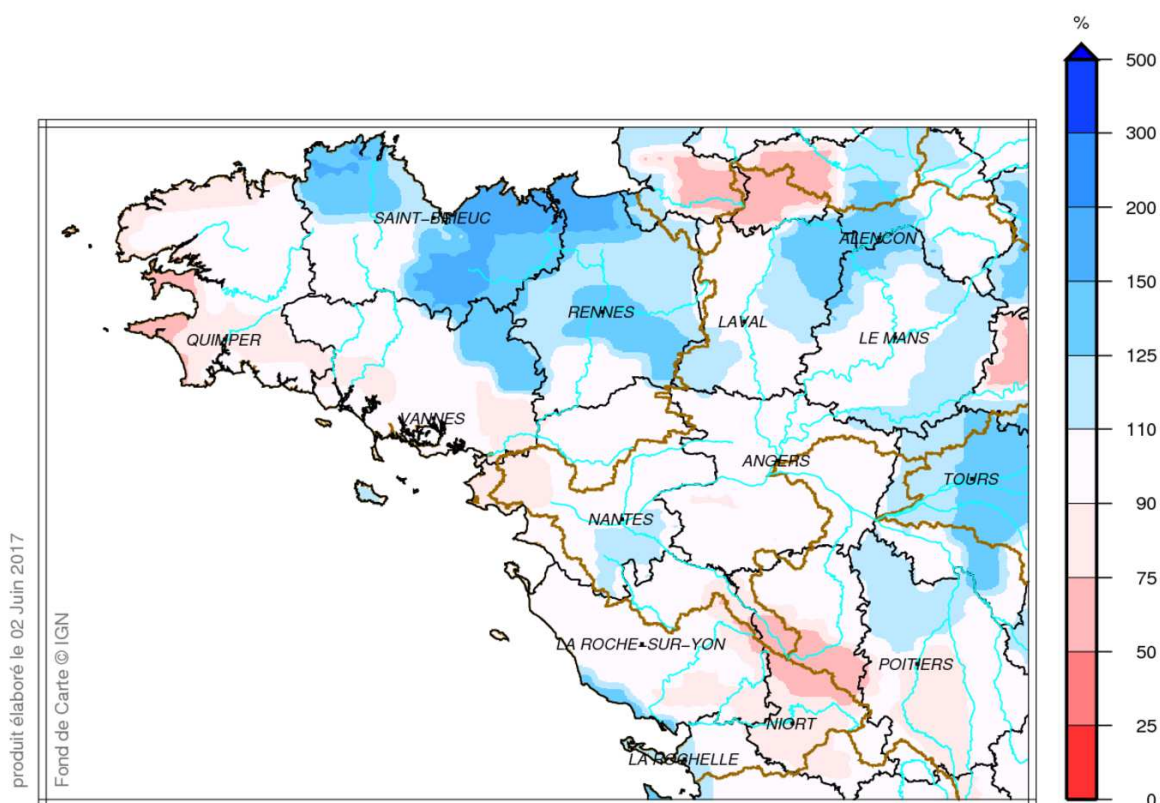 %
500
300
200
150
125
110
90
75
50
25
0
SAINT-BRIEUC
ALENCON
RENNES
LAVAL
LE MANS
QUIMPER
VANNES
ANGERS
TOURS
NANTES
LA ROCHE-SUR-YON
POITIERS
NIORT
LA ROCHELLE
produit élaboré le 02 Juin 2017
Fond de Carte © IGN